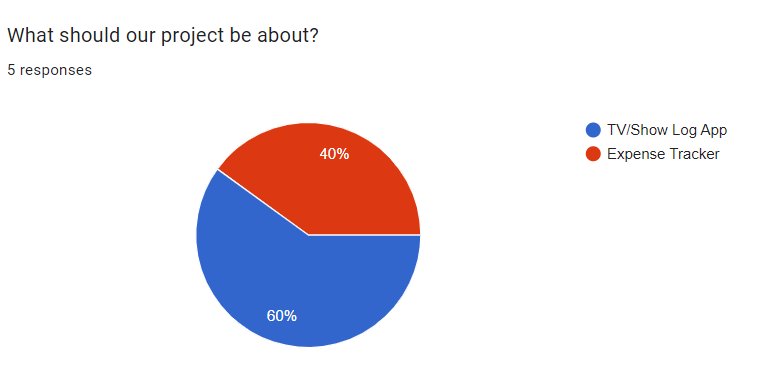 What should our project be about?
5 responses
TV/Show Log App
Expense Tracker
40%
60%